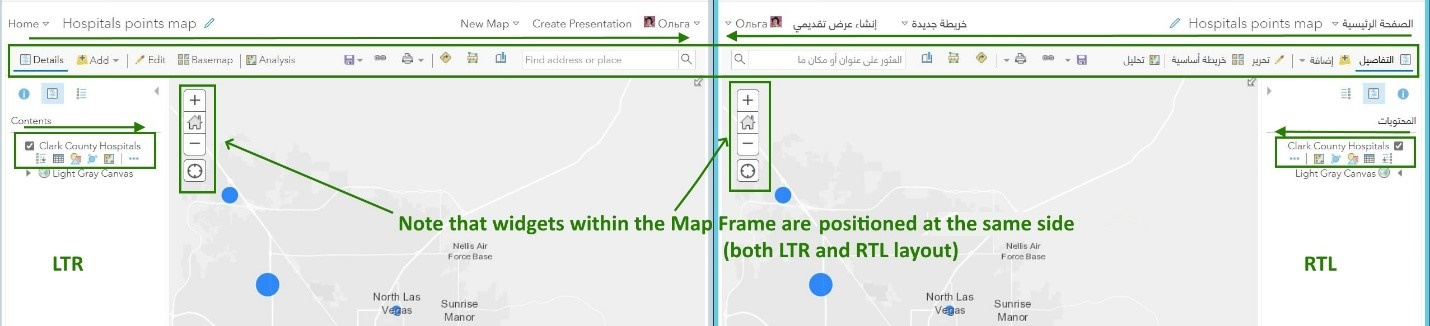 Home Hospitals points map New Map Create Presentation Ольга
Details Add Edit Basemap Analysis Find address or place
Contents
Clark County Hospitals
Light Gray Canvas
LTR
Nellis Air
Force Base
North Las
Vegas
Sunrise
Manor
الصفحة الرئيسية Hospitals points map خريطة جديدة إنشاء عرض تقديمي Ольга
التفاصيل إضافة تحرير خريطة أساسية تحليل العثور على عنوان أو مكان ما
المحتويات
Clark County Hospitals
Light Gray Canvas
RTL
Nellis Air
Force Base
North Las
Vegas
Sunrise
Manor
Note that widgets within the Map Frame are positioned at the same side
(both LTR and RTL layout)